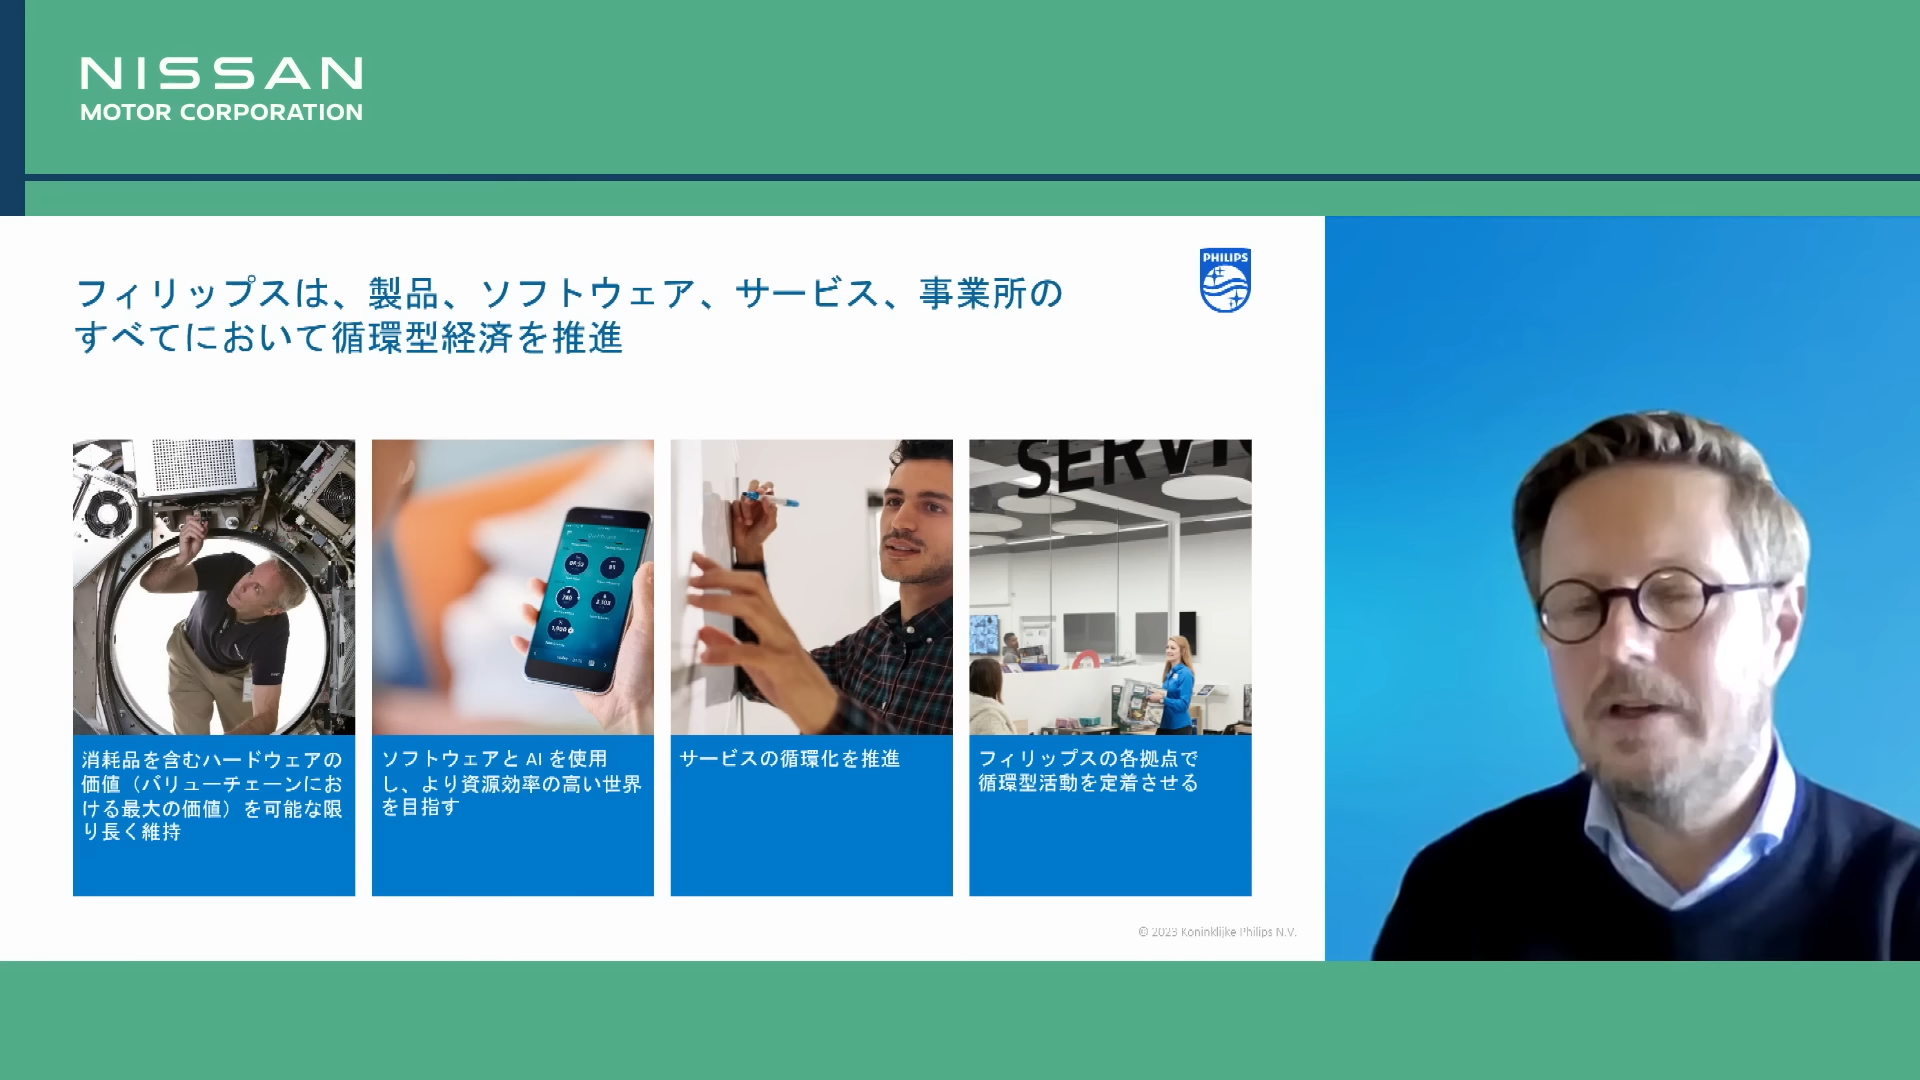 NISSAN
MOTOR CORPORATION
PHILIPS
フィリップスは、製品、ソフトウェア、サービス、事業所の
すべてにおいて循環型経済を推進
SERVIC
消耗品を含むハードウェアの
価値（バリューチェーンにお
ける最大の価値）を可能な限
り長く維持
ソフトウェアと AI を使用
し、より資源効率の高い世界
を目指す
サービスの循環化を推進
フィリップスの各拠点で
循環型活動を定着させる
© 2023 Koninklijke Philips N.V.